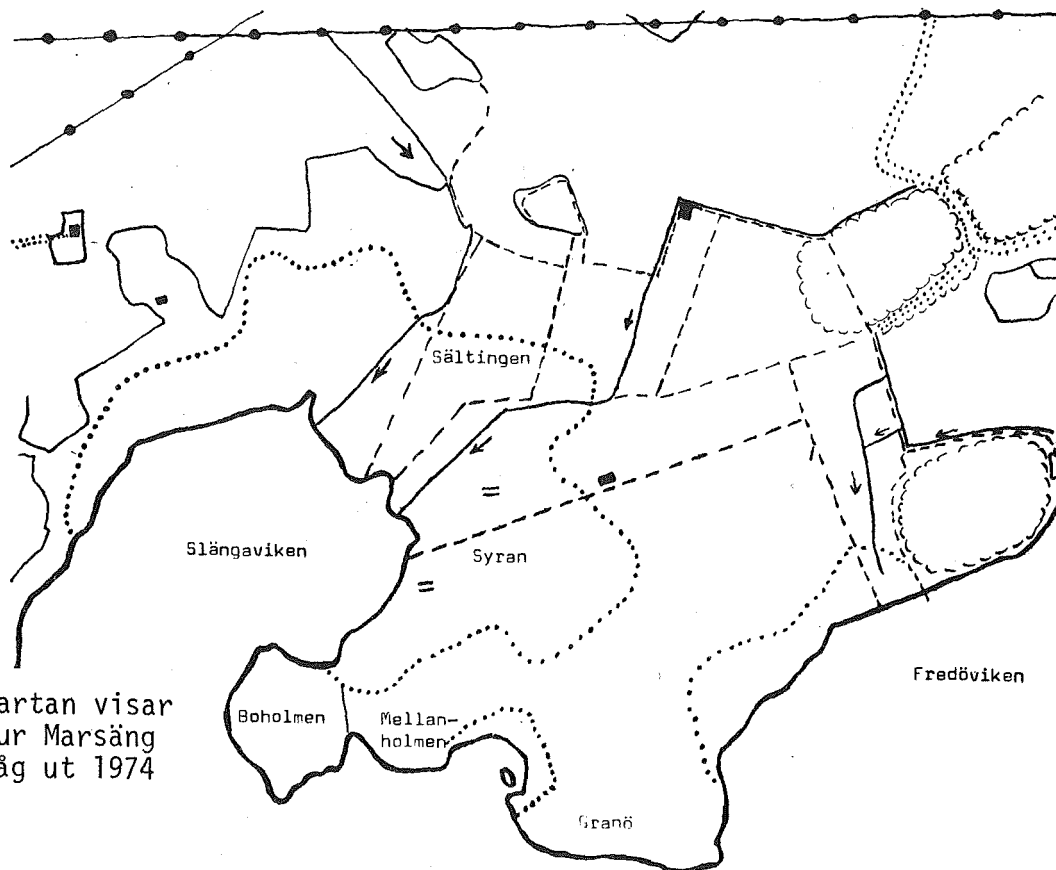 Sältingen
Slängaviken
Syran
Fredöviken
Boholmen
Mellan-
holmen
Granö
artan visar
ur Marsäng
åg ut 1974